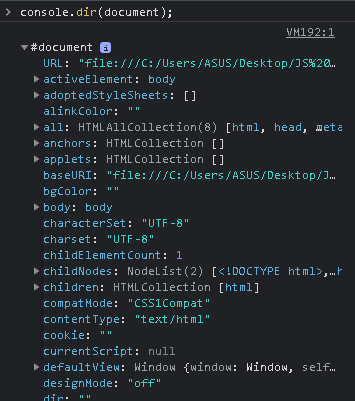 > console.dir(document);
VM192:1
▼ #document i
URL: "file:///C:/Users/ASUS/Desktop/JS%20…
▶ activeElement: body
▶ adoptedStyleSheets: []
alinkColor: ""
▶ all: HTMLAllCollection(8) [html, head, meta
▶ anchors: HTMLCollection []
▶ applets: HTMLCollection []
baseURI: "file:///C:/Users/ASUS/Desktop/J…
bgColor: ""
▶ body: body
characterSet: "UTF-8"
charset: "UTF-8"
childElementCount: 1
▶ childNodes: NodeList(2) [<!DOCTYPE html>,…h
▶ children: HTMLCollection [html]
compatMode: "CSS1Compat"
contentType: "text/html"
cookie: ""
currentScript: null
▶ defaultView: Window {window: Window, self…
designMode: "off"
dir: ""